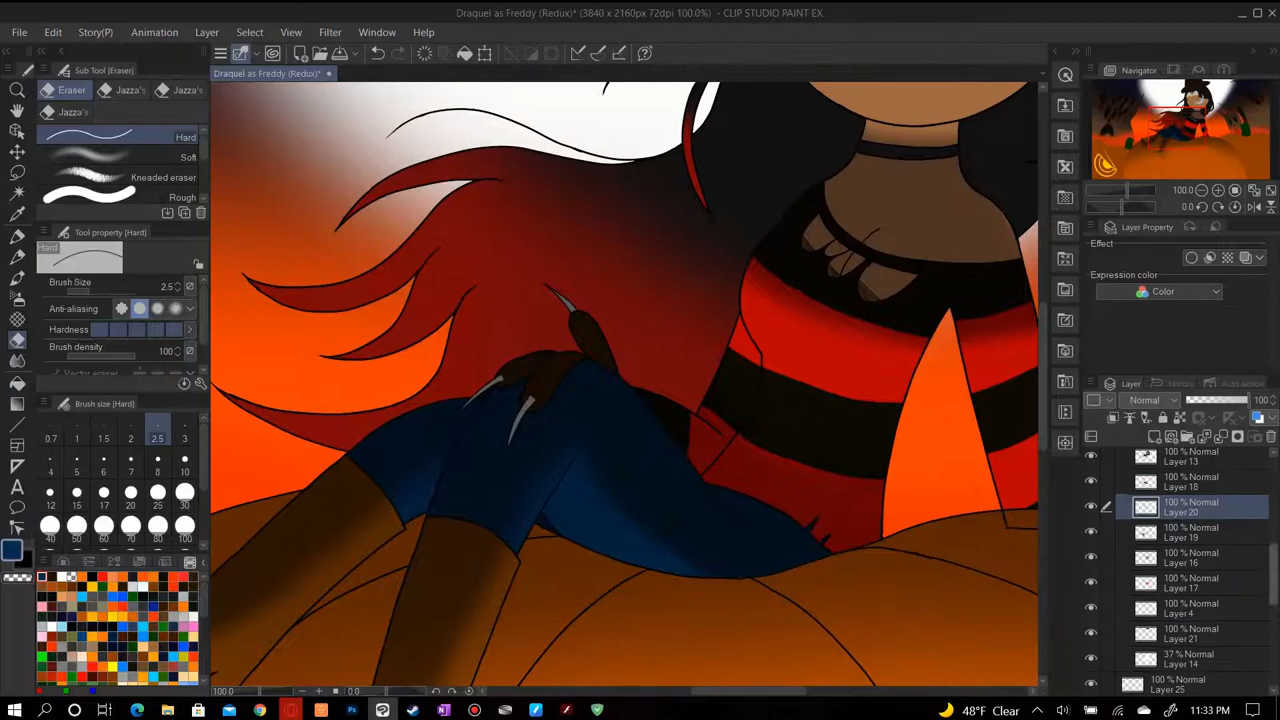 Draquel as Freddy (Redux)* (3840 x 2160px 72dpi 100.0%) - CLIP STUDIO PAINT EX
File Edit Story(P) Animation Layer Select View Filter Window Help
Sub Tool [Eraser]
Draquel as Freddy (Redux)*
Navigator
Eraser Jazza's Jazza's
Jazza's
Hard
Soft
Kneaded eraser
Rough
100.0
0.0
Tool property [Hard]
Layer Property
Hard
Effect
Brush Size 2.5
Expression color
Anti-aliasing
Color
Hardness
Brush density 100
Vector eraser
Layer History Auto Action
Brush size [Hard]
Normal 100
0.7 1 1.5 2 2.5 3
4 5 6 7 8 10
12 15 17 20 25 30
40 50 60 70 80 100
100 % Normal
Layer 13
100 % Normal
Layer 18
100 % Normal
Layer 20
100 % Normal
Layer 19
100 % Normal
Layer 16
100 % Normal
Layer 17
100 % Normal
Layer 4
100 % Normal
Layer 21
37 % Normal
Layer 14
100 % Normal
Layer 25
100.0 0.0
48°F Clear 11:33 PM